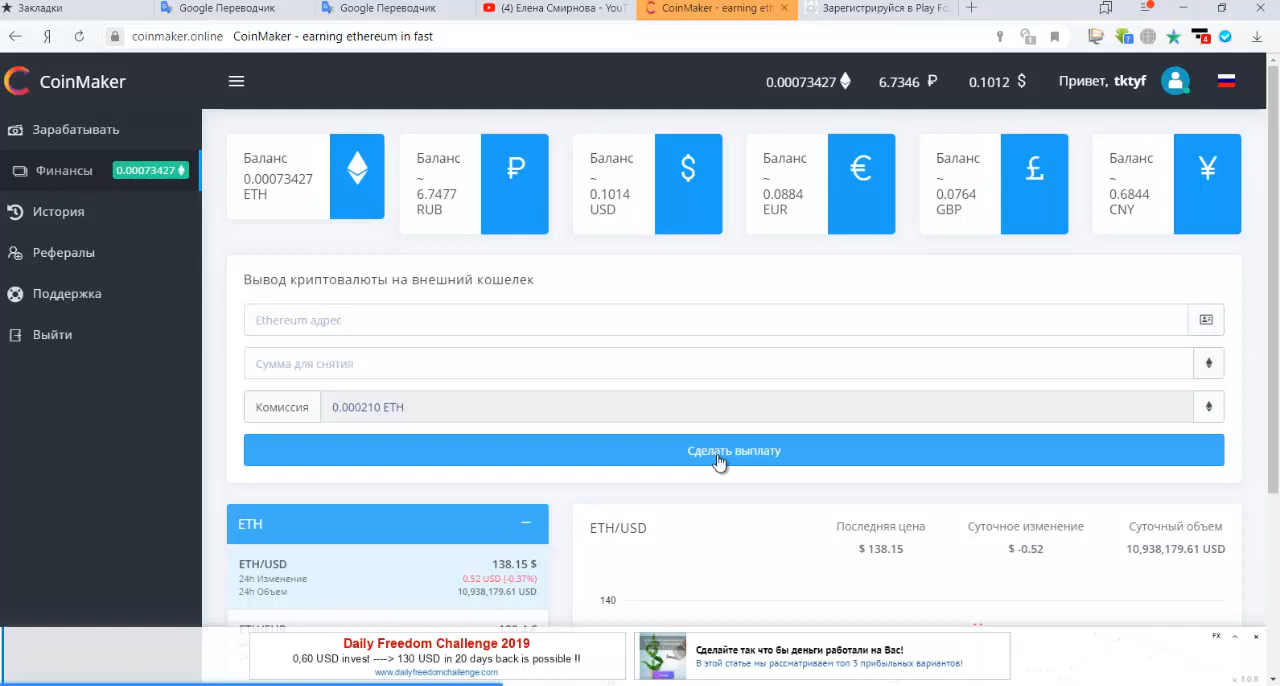 Закладки
Google Переводчик
Google Переводчик
(4) Елена Смирнова - YouT
CoinMaker - earning eth
Зарегистрируйся в Play Fo
coinmaker.online CoinMaker - earning ethereum in fast
CoinMaker
0.00073427
6.7346 ₽
0.1012 $
Привет, tktyf
Зарабатывать
Финансы 0.00073427
История
Рефералы
Поддержка
Выйти
Баланс
0.00073427
ETH
Баланс
~
6.7477
RUB
₽
Баланс
~
0.1014
USD
$
Баланс
~
0.0884
EUR
€
Баланс
~
0.0764
GBP
£
Баланс
~
0.6844
CNY
¥
Вывод криптовалюты на внешний кошелек
Ethereum адрес
Сумма для снятия
Комиссия 0.000210 ETH
Сделать выплату
ETH
ETH/USD 138.15 $
24h Изменение 0.52 USD (-0.37%)
24h Объем 10,938,179.61 USD
ETH/USD
Последняя цена
$ 138.15
Суточное изменение
$ -0.52
Суточный объем
10,938,179.61 USD
140
Daily Freedom Challenge 2019
0,60 USD invest ----> 130 USD in 20 days back is possible !!
www.dailyfreedomchallenge.com
Сделайте так что бы деньги работали на Вас!
В этой статье мы рассматриваем топ 3 прибыльных вариантов!
FX
v. 1.0.8